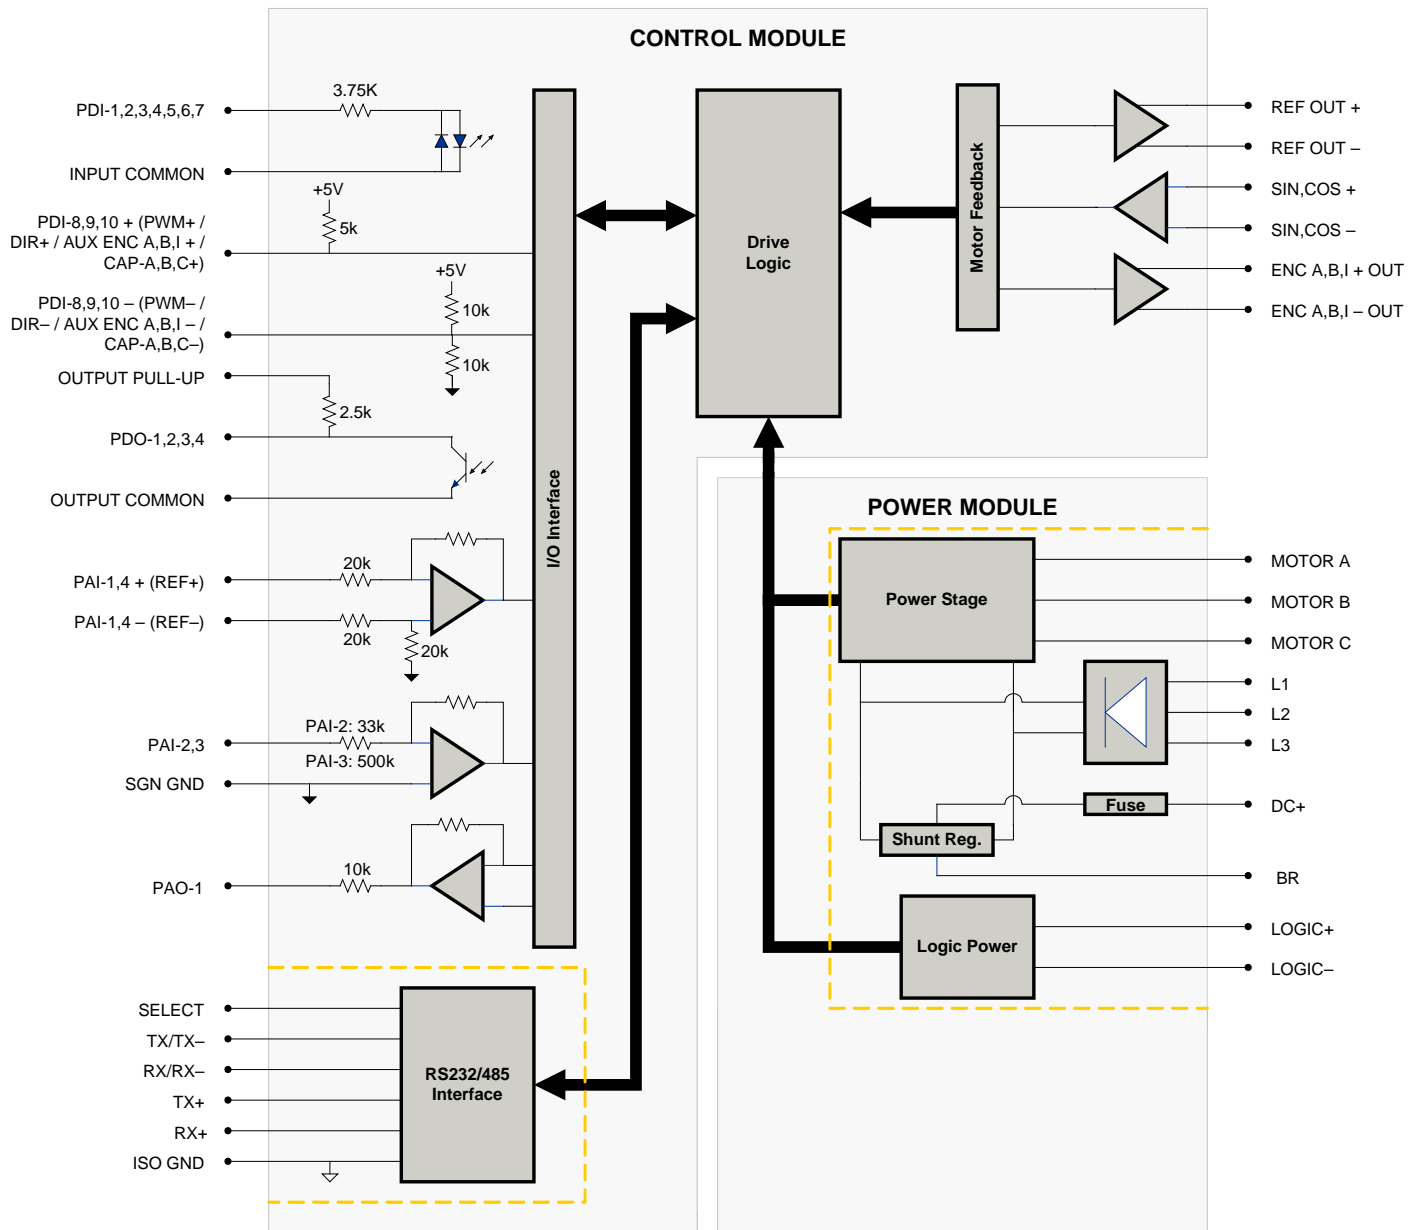 CONTROL MODULE
PDI-1,2,3,4,5,6,7
3.75K
INPUT COMMON
+5V
5k
PDI-8,9,10 + (PWM+ /
DIR+ / AUX ENC A,B,I + /
CAP-A,B,C+)
+5V
10k
10k
PDI-8,9,10 – (PWM– /
DIR– / AUX ENC A,B,I – /
CAP-A,B,C–)
OUTPUT PULL-UP
2.5k
PDO-1,2,3,4
OUTPUT COMMON
PAI-1,4 + (REF+)
20k
PAI-1,4 – (REF–)
20k
20k
PAI-2,3
PAI-2: 33k
PAI-3: 500k
SGN GND
PAO-1
10k
I/O Interface
SELECT
TX/TX–
RX/RX–
TX+
RX+
ISO GND
RS232/485
Interface
Drive
Logic
Motor Feedback
REF OUT +
REF OUT –
SIN,COS +
SIN,COS –
ENC A,B,I + OUT
ENC A,B,I – OUT
POWER MODULE
Power Stage
MOTOR A
MOTOR B
MOTOR C
L1
L2
L3
Fuse
DC+
Shunt Reg.
BR
Logic Power
LOGIC+
LOGIC–